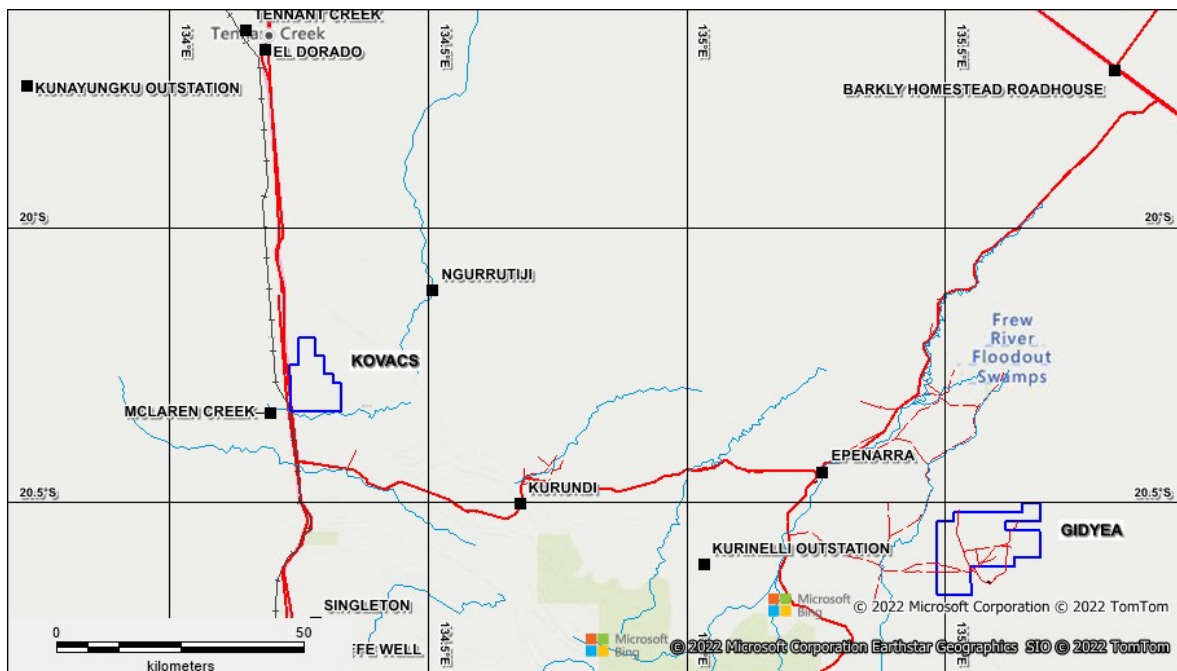 TENNANT CREEK
Tennant Creek
EL DORADO
134°E
134.5°E
135°E
135.5°E
KUNAYUNGKU OUTSTATION
BARKLY HOMESTEAD ROADHOUSE
20°S
20°S
NGURRUTIJI
Frew
River
Floodout
Swamps
KOVACS
MCLAREN CREEK
EPENARRA
KURUNDI
20.5°S
20.5°S
GIDYEA
KURINELLI OUTSTATION
Microsoft
Bing
© 2022 Microsoft Corporation © 2022 TomTom
SINGLETON
0
50
kilometers
FE WELL
134.5°E
Microsoft
Bing
© 2022 Microsoft Corporation Earthstar Geographics SIO © 2022 TomTom